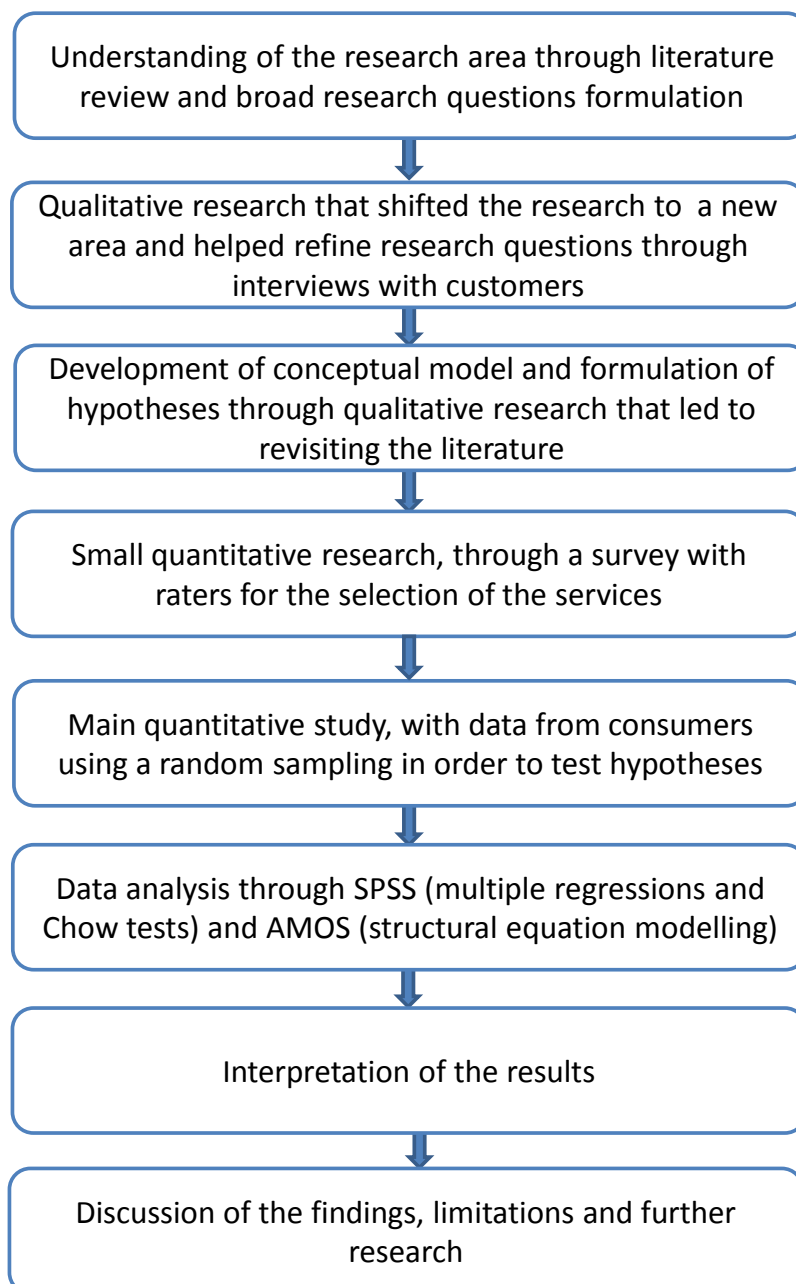 Understanding of the research area through literature
review and broad research questions formulation
Qualitative research that shifted the research to  a new
area and helped refine research questions through
interviews with customers
Development of conceptual model and formulation of
hypotheses through qualitative research that led to
revisiting the literature
Small quantitative research, through a survey with
raters for the selection of the services
Main quantitative study, with data from consumers
using a random sampling in order to test hypotheses
Data analysis through SPSS (multiple regressions and
Chow tests) and AMOS (structural equation modelling)
Interpretation of the results
Discussion of the findings, limitations and further
research